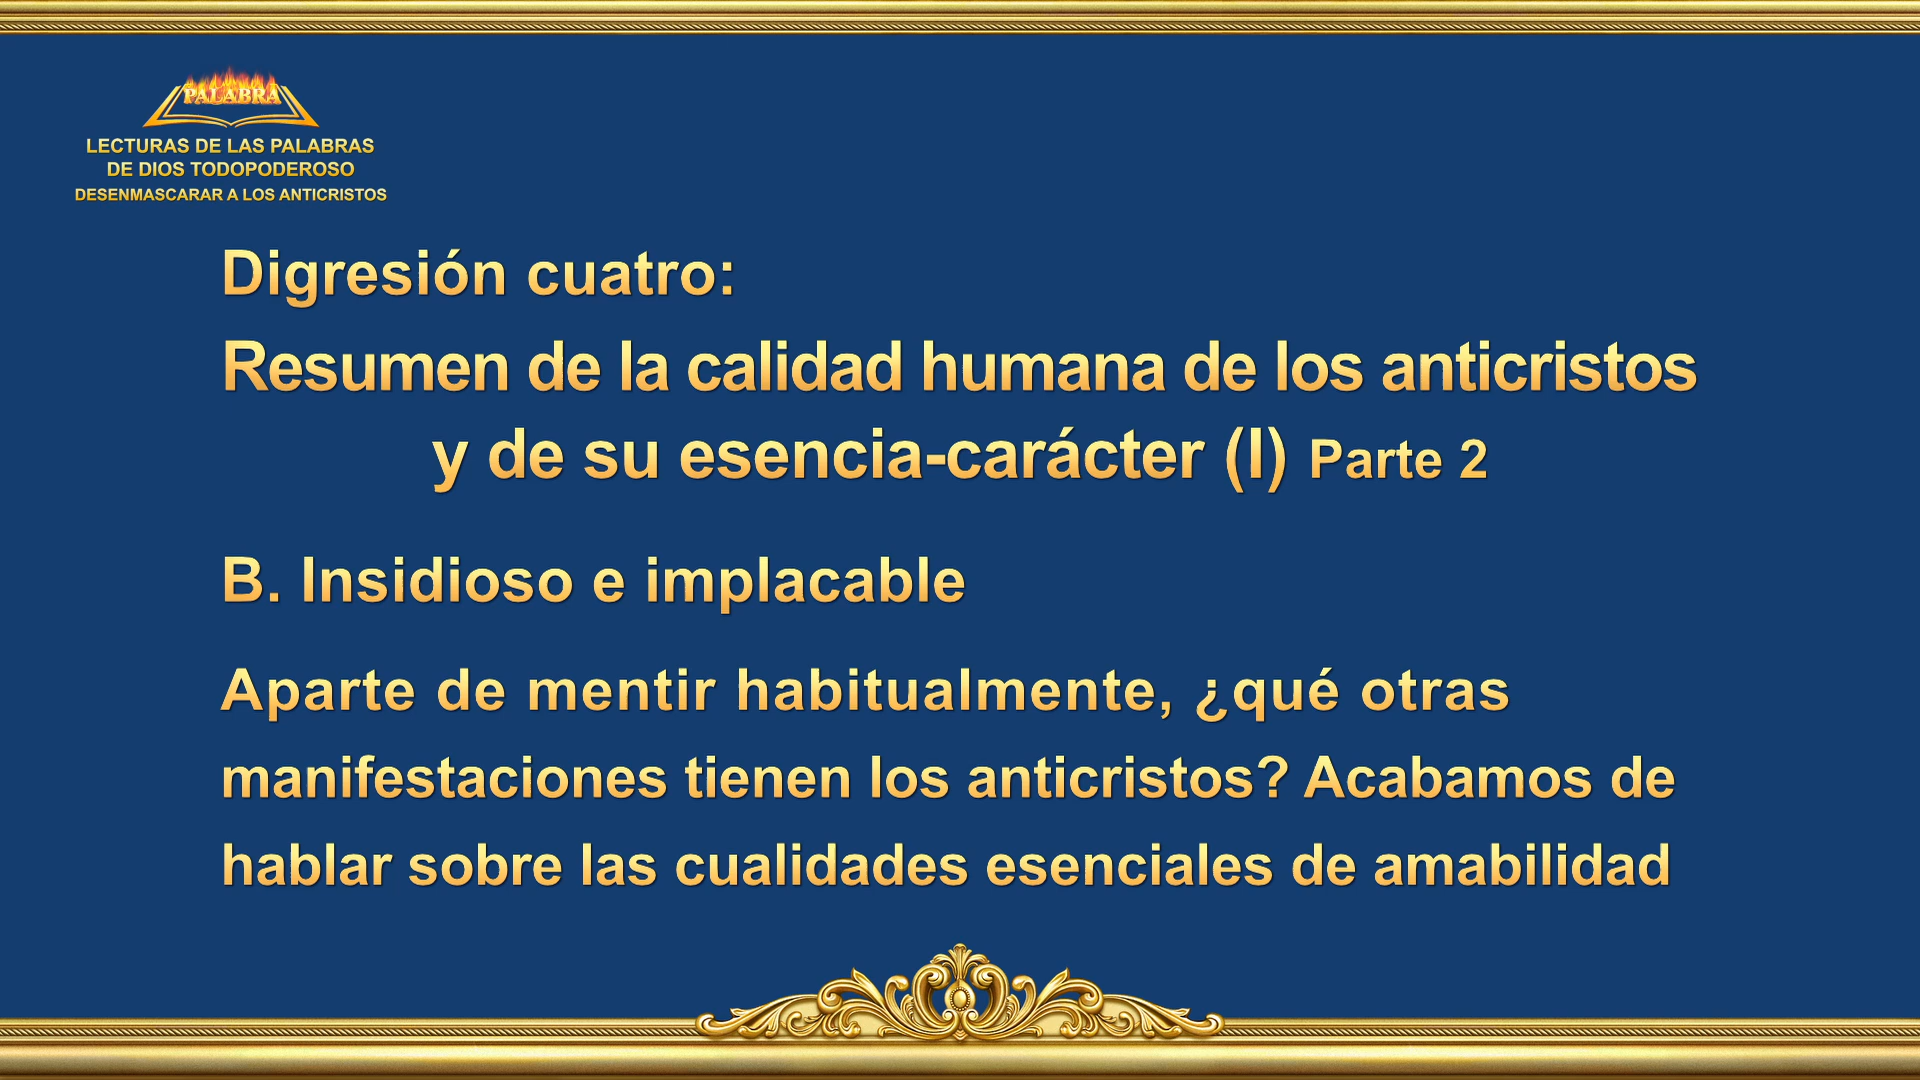 PALABRA
LECTURAS DE LAS PALABRAS
DE DIOS TODOPODEROSO
DESENMASCARAR A LOS ANTICRISTOS
Digresión cuatro:
Resumen de la calidad humana de los anticristos
y de su esencia-carácter (I) Parte 2
B. Insidioso e implacable
Aparte de mentir habitualmente, ¿qué otras
manifestaciones tienen los anticristos? Acabamos de
hablar sobre las cualidades esenciales de amabilidad